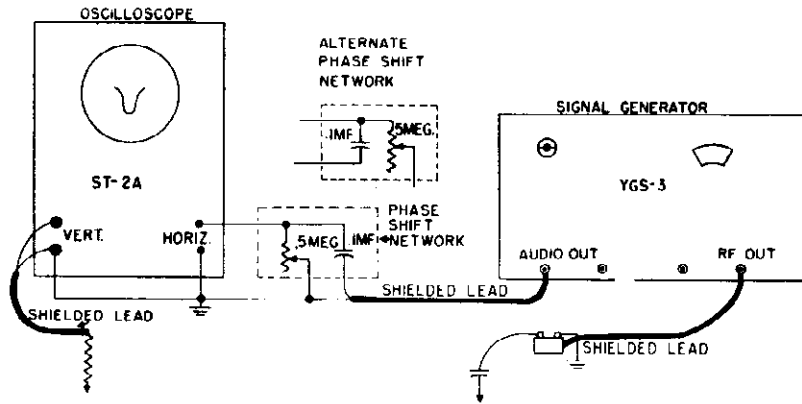 OSCILLOSCOPE
ALTERNATE
PHASE SHIFT
NETWORK
.1MF.
.5MEG.
SIGNAL GENERATOR
ST-2A
YGS-3
VERT.
HORIZ.
.5MEG
.1MF
PHASE
SHIFT
NETWORK
AUDIO OUT
RF OUT
SHIELDED LEAD
SHIELDED LEAD
SHIELDED LEAD